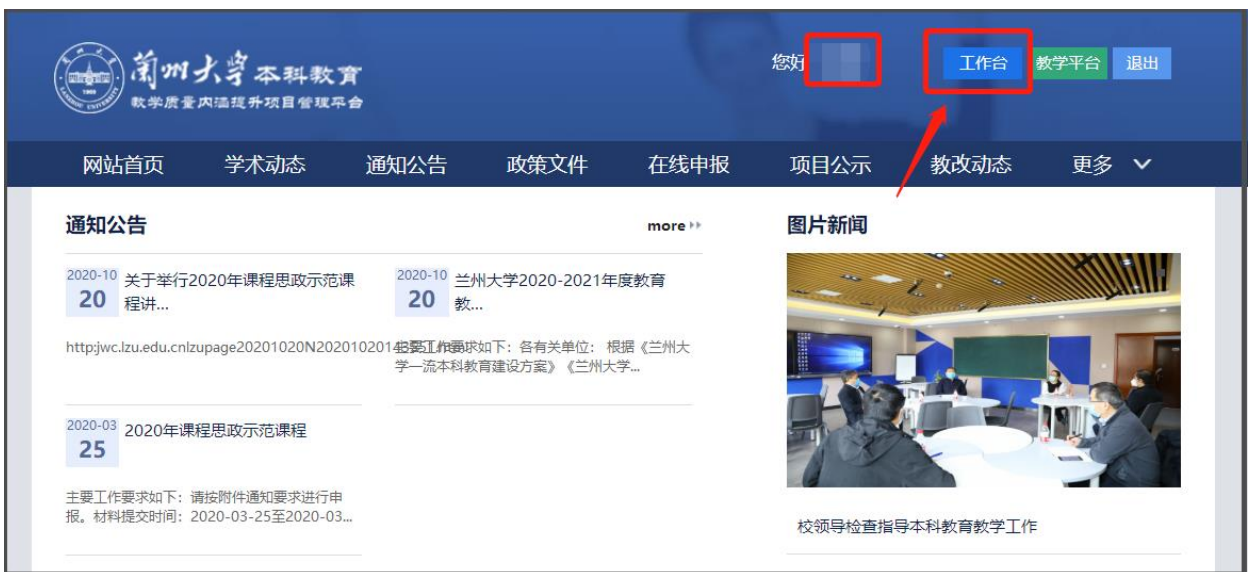 兰州大学 本科教育
教学质量内涵提升项目管理平台
您好
工作台
教学平台
退出
网站首页 学术动态 通知公告 政策文件 在线申报 项目公示 教改动态 更多
通知公告
more
2020-10
20
关于举行2020年课程思政示范课
程讲...
http:jwc.lzu.edu.cnlzupage20201020N202010201
2020-10
20
兰州大学2020-2021年度教育
教...
主要工作要求如下：各有关单位： 根据《兰州大
学一流本科教育建设方案》《兰州大学...
2020-03
25
2020年课程思政示范课程
主要工作要求如下：请按附件通知要求进行申
报。材料提交时间：2020-03-25至2020-03...
图片新闻
校领导检查指导本科教育教学工作